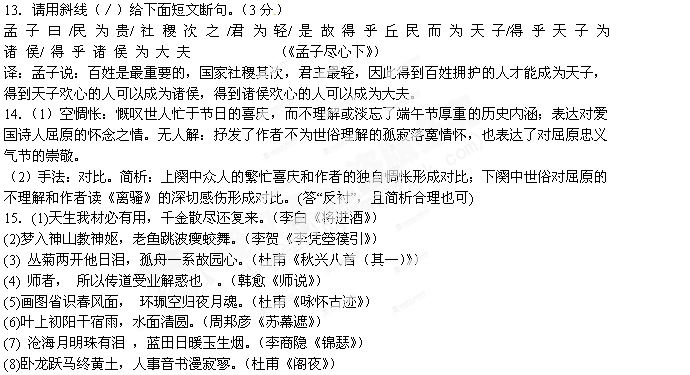 13．请用斜线（/）给下面短文断句。（3分）
孟子曰/民为贵/社稷次之/君为轻/是故得乎丘民而为天子/得乎天子为
诸侯/得乎诸侯为大夫 （《孟子尽心下》）
译：孟子说：百姓是最重要的，国家社稷其次，君主最轻，因此得到百姓拥护的人才能成为天子，
得到天子欢心的人可以成为诸侯，得到诸侯欢心的人可以成为大夫。
14．（1）空惆怅：慨叹世人忙于节日的喜庆，而不理解或淡忘了端午节厚重的历史内涵；表达对爱
国诗人屈原的怀念之情。无人解：抒发了作者不为世俗理解的孤寂落寞情怀，也表达了对屈原忠义
气节的崇敬。
（2）手法：对比。简析：上阕中众人的繁忙喜庆和作者的独自惆怅形成对比；下阕中世俗对屈原的
不理解和作者读《离骚》的深切感伤形成对比。(答“反衬”，且简析合理也可)
15．(1)天生我材必有用，千金散尽还复来。（李白《将进酒》）
(2)梦入神山教神妪，老鱼跳波瘦蛟舞。（李贺《李凭箜篌引》）
(3) 丛菊两开他日泪，孤舟一系故园心。（杜甫《秋兴八首（其一）》）
(4) 师者， 所以传道受业解惑也 。（韩愈《师说》）
(5)画图省识春风面， 环珮空归夜月魂。（杜甫《咏怀古迹》）
(6)叶上初阳干宿雨，水面清圆。（周邦彦《苏幕遮》）
(7) 沧海月明珠有泪 ，蓝田日暖玉生烟。（李商隐《锦瑟》）
(8)卧龙跃马终黄土，人事音书漫寂寥。（杜甫《阁夜》）